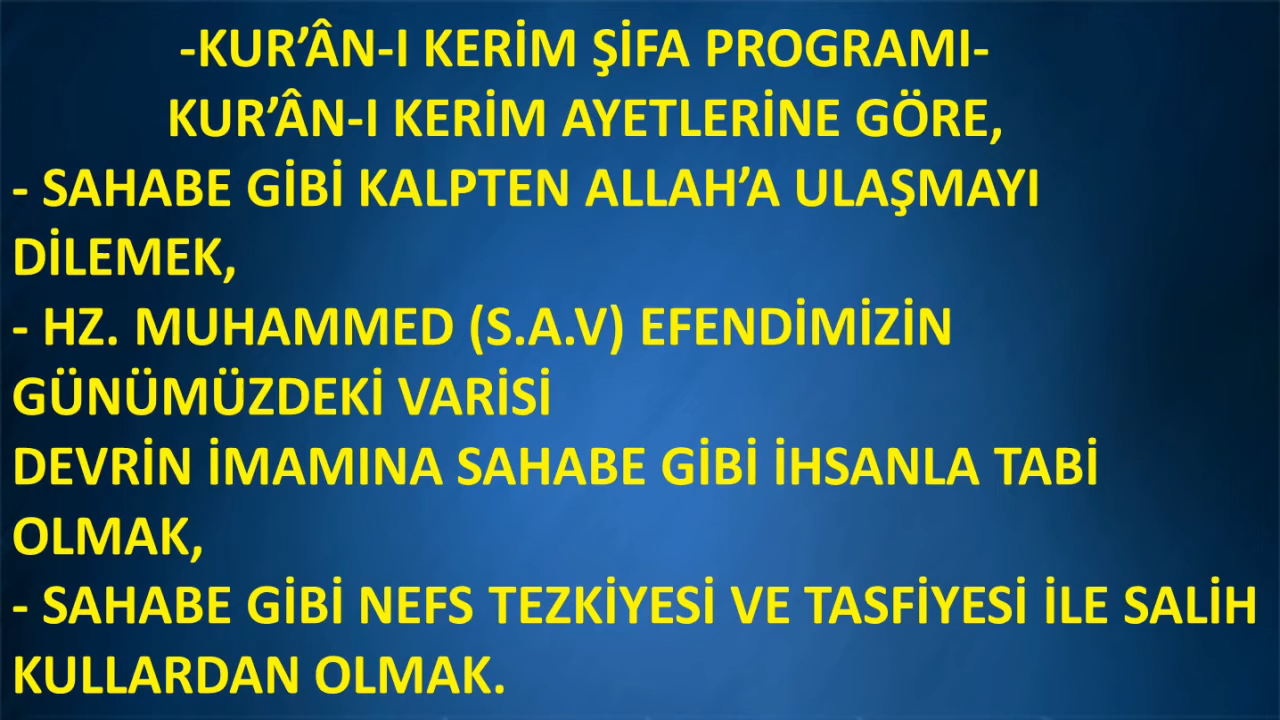 -KUR’ÂN-I KERİM ŞİFA PROGRAMI-
KUR’ÂN-I KERİM AYETLERİNE GÖRE,
- SAHABE GİBİ KALPTEN ALLAH’A ULAŞMAYI
DİLEMEK,
- HZ. MUHAMMED (S.A.V) EFENDİMİZİN
GÜNÜMÜZDEKİ VARİSİ
DEVRİN İMAMINA SAHABE GİBİ İHSANLA TABİ
OLMAK,
- SAHABE GİBİ NEFS TEZKİYESİ VE TASFİYESİ İLE SALİH
KULLARDAN OLMAK.